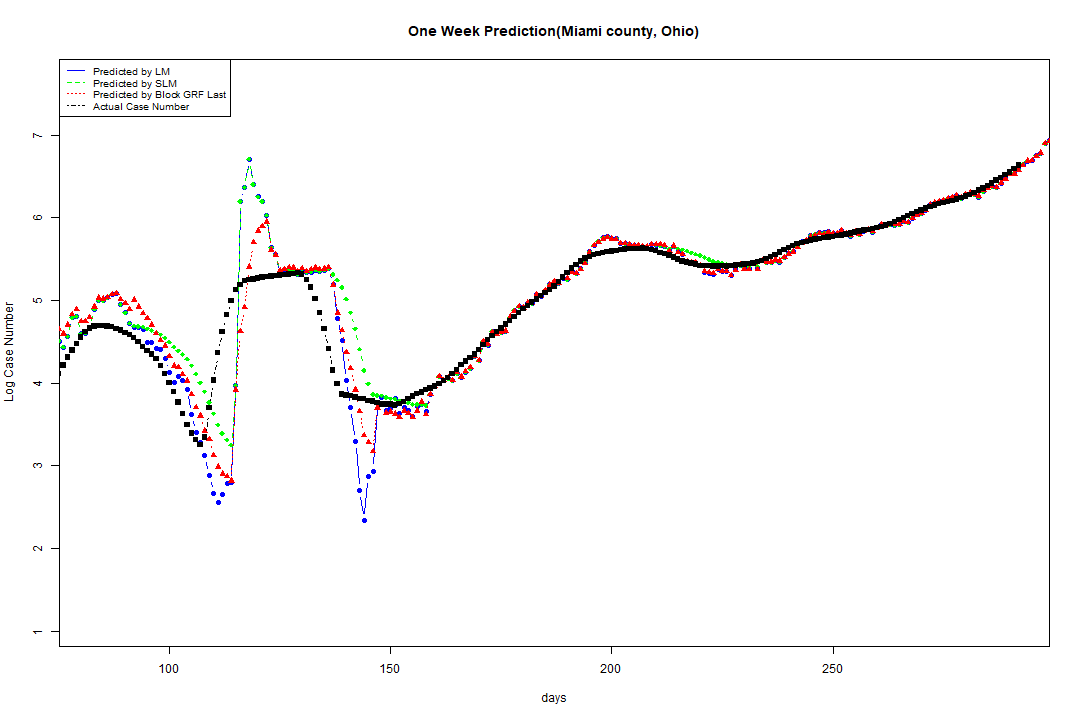 One Week Prediction(Miami county, Ohio)
Predicted by LM
Predicted by SLM
Predicted by Block GRF Last
Actual Case Number
7
6
5
4
3
2
1
Log Case Number
100 150 200 250
days